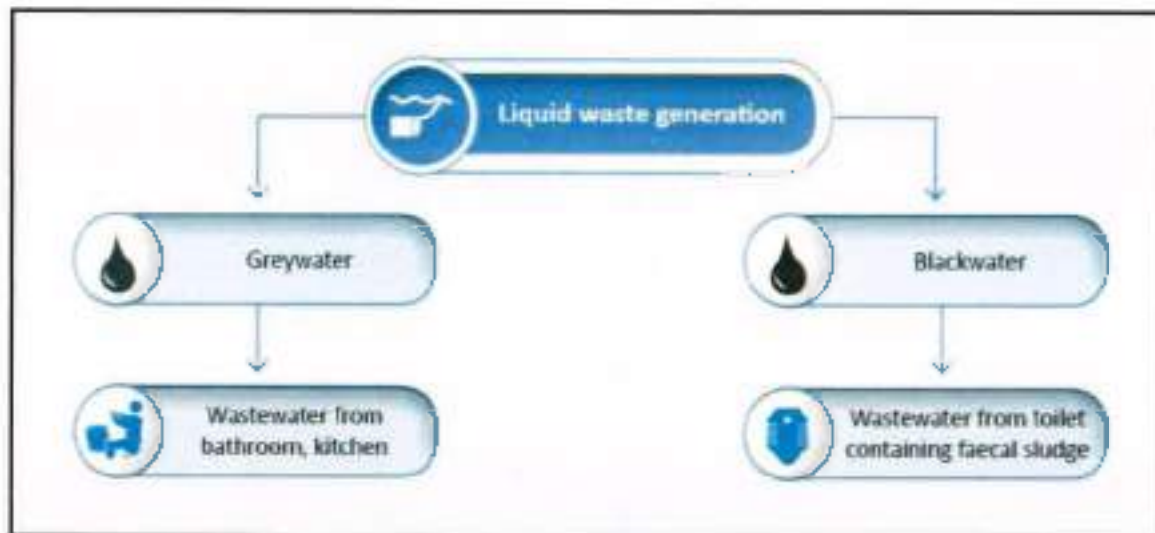 Liquid waste generation
Greywater
Blackwater
Wastewater from
bathroom, kitchen
Wastewater from toilet
containing faecal sludge